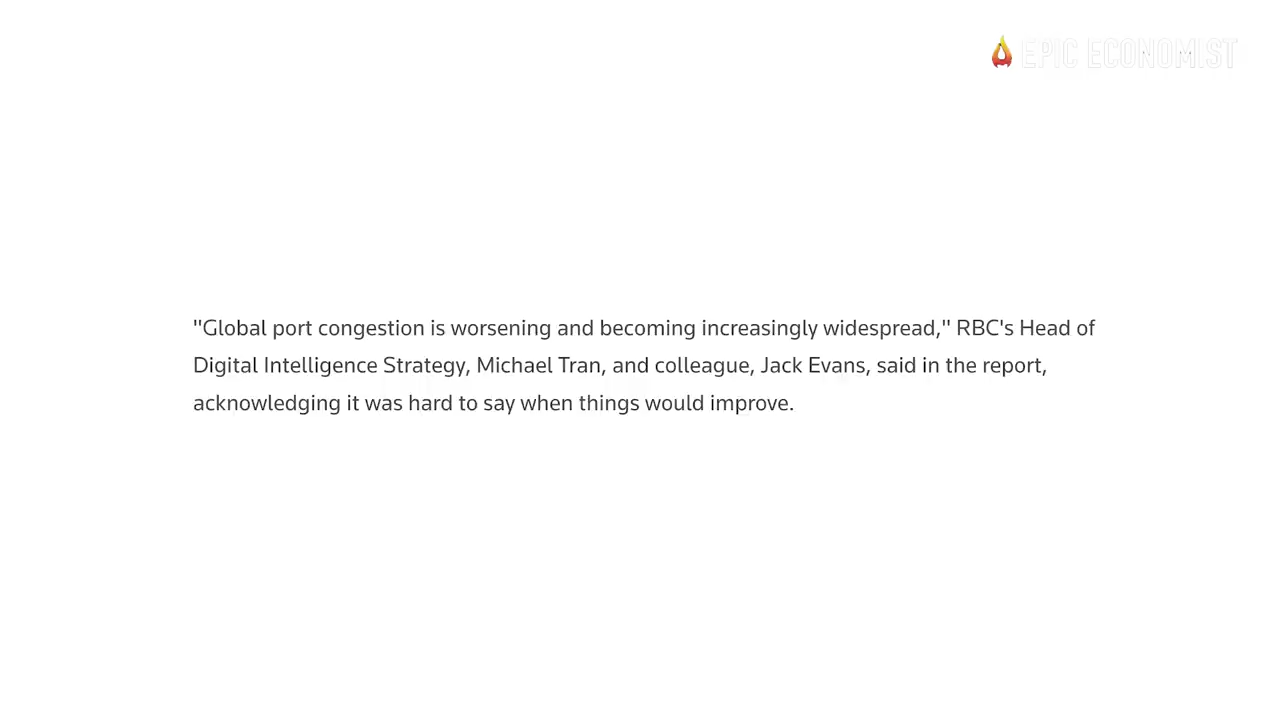 EPIC ECONOMIST
"Global port congestion is worsening and becoming increasingly widespread," RBC's Head of
Digital Intelligence Strategy, Michael Tran, and colleague, Jack Evans, said in the report,
acknowledging it was hard to say when things would improve.